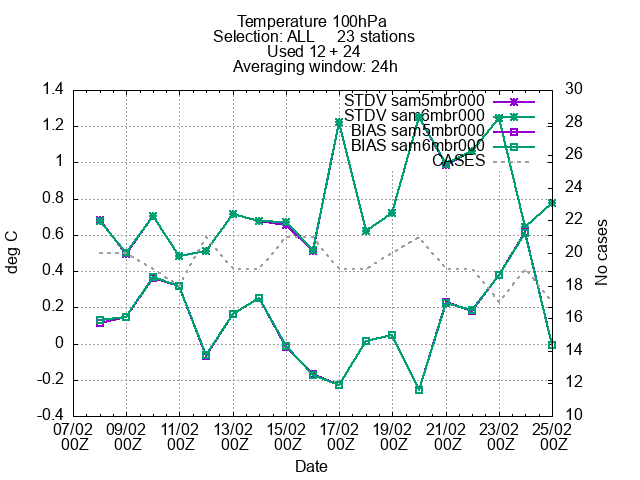 Temperature 100hPa
Selection: ALL 23 stations
Used 12 + 24
Averaging window: 24h
STDV sam5mbr000
STDV sam6mbr000
BIAS sam5mbr000
BIAS sam6mbr000
CASES
deg C
1.4
1.2
1
0.8
0.6
0.4
0.2
0
-0.2
-0.4
No cases
30
28
26
24
22
20
18
16
14
12
10
07/02 09/02 11/02 13/02 15/02 17/02 19/02 21/02 23/02 25/02
00Z 00Z 00Z 00Z 00Z 00Z 00Z 00Z 00Z 00Z
Date